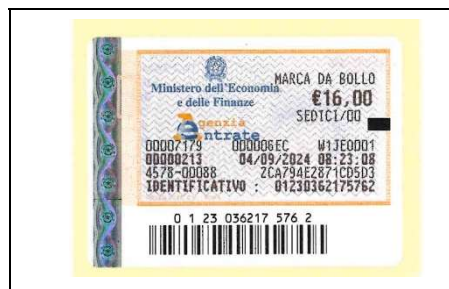 Ministero dell'Economia
e delle Finanze
MARCA DA BOLLO
€16,00
SEDICI/00
Agenzia
Entrate
00007179 000006EC W1JE0001
00000213 04/09/2024 08:23:08
4578-00088 2CA794E2871CD5D3
IDENTIFICATIVO : 01230362175762
0 1 23 036217 576 2